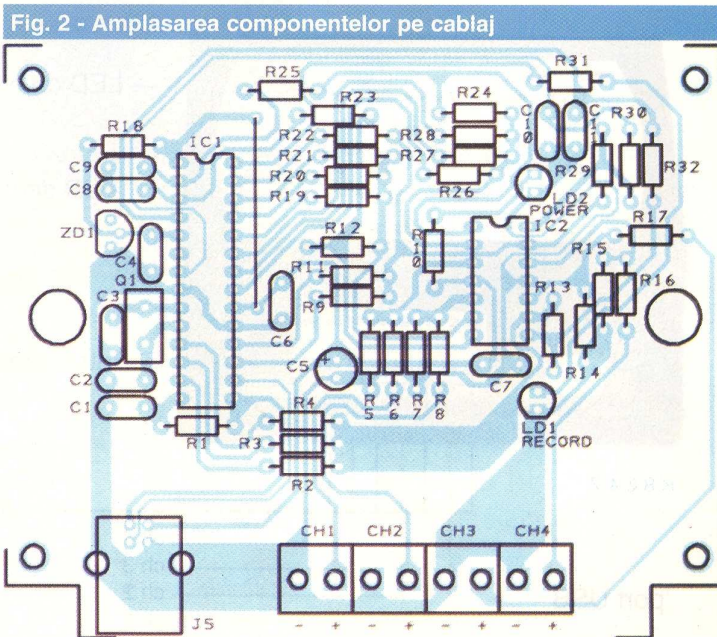 Fig. 2 - Amplasarea componentelor pe cablaj
R31
R25
R23
R24
C10
C11
R30
R18
IC1
R22
R28
C9
R21
R27
R29
R32
C8
R20
R26
R19
LD2
POWER
ZD1
R12
R10
IC2
R17
C4
Q1
R11
R15
C3
R9
R13
R16
C6
C5
+
C2
R14
C7
R5
R6
R7
R8
C1
R4
LD1
RECORD
R1
R3
R2
CH1
CH2
CH3
CH4
J5
- + - + - + - +